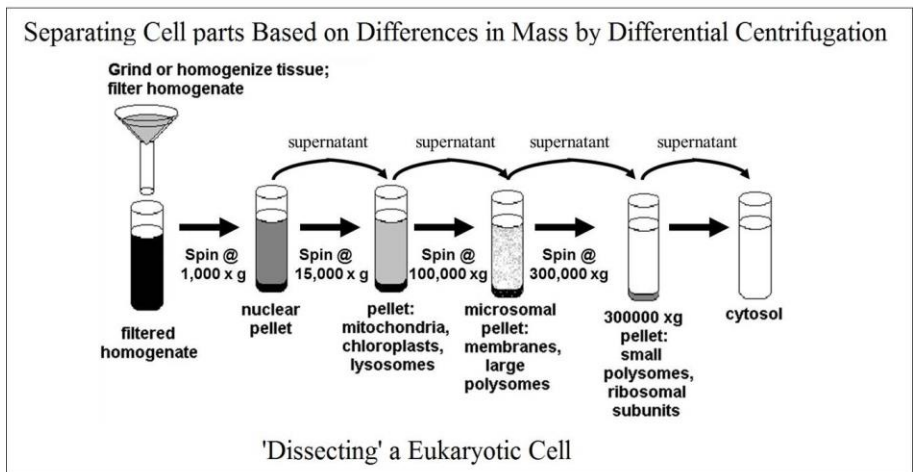 Separating Cell parts Based on Differences in Mass by Differential Centrifugation
Grind or homogenize tissue;
filter homogenate
supernatant
supernatant
supernatant
supernatant
Spin @
1,000 x g
Spin @
15,000 x g
Spin @
100,000 xg
Spin @
300,000 xg
filtered
homogenate
nuclear
pellet
pellet:
mitochondria,
chloroplasts,
lysosomes
microsomal
pellet:
membranes,
large
polysomes
300000 xg
pellet:
small
polysomes,
ribosomal
subunits
cytosol
'Dissecting' a Eukaryotic Cell